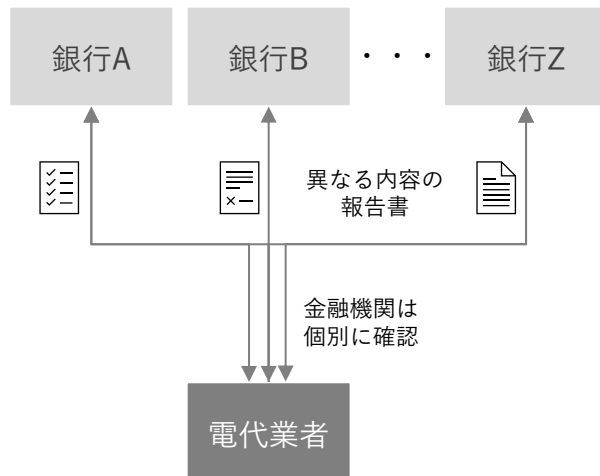 銀行A
銀行B
・・・
銀行Z
異なる内容の
報告書
金融機関は
個別に確認
電代業者